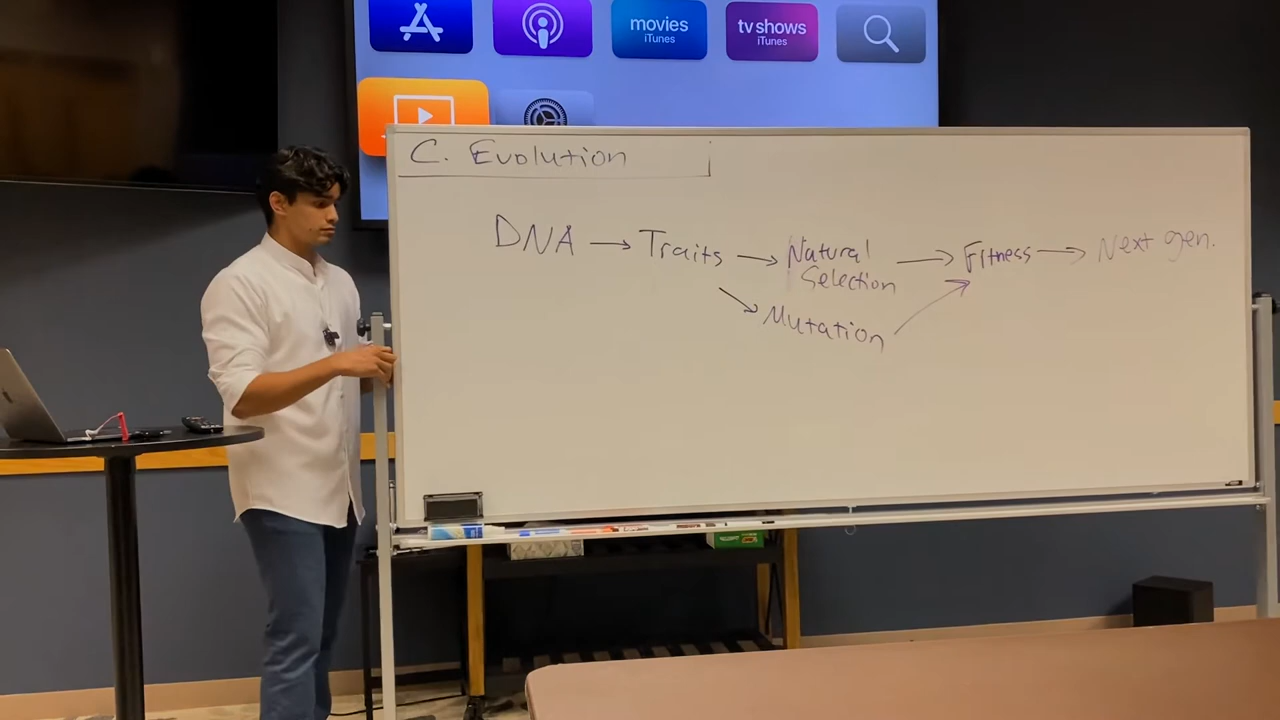 movies
iTunes
tv shows
iTunes
C. Evolution
DNA → Traits → Natural Selection → Fitness → Next gen.
Mutation